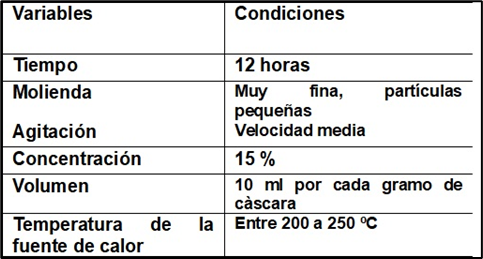 Variables Condiciones
Tiempo 12 horas
Molienda Muy fina, partículas
pequeñas
Agitación Velocidad media
Concentración 15 %
Volumen 10 ml por cada gramo de
càscara
Temperatura de la Entre 200 a 250 ºC
fuente de calor